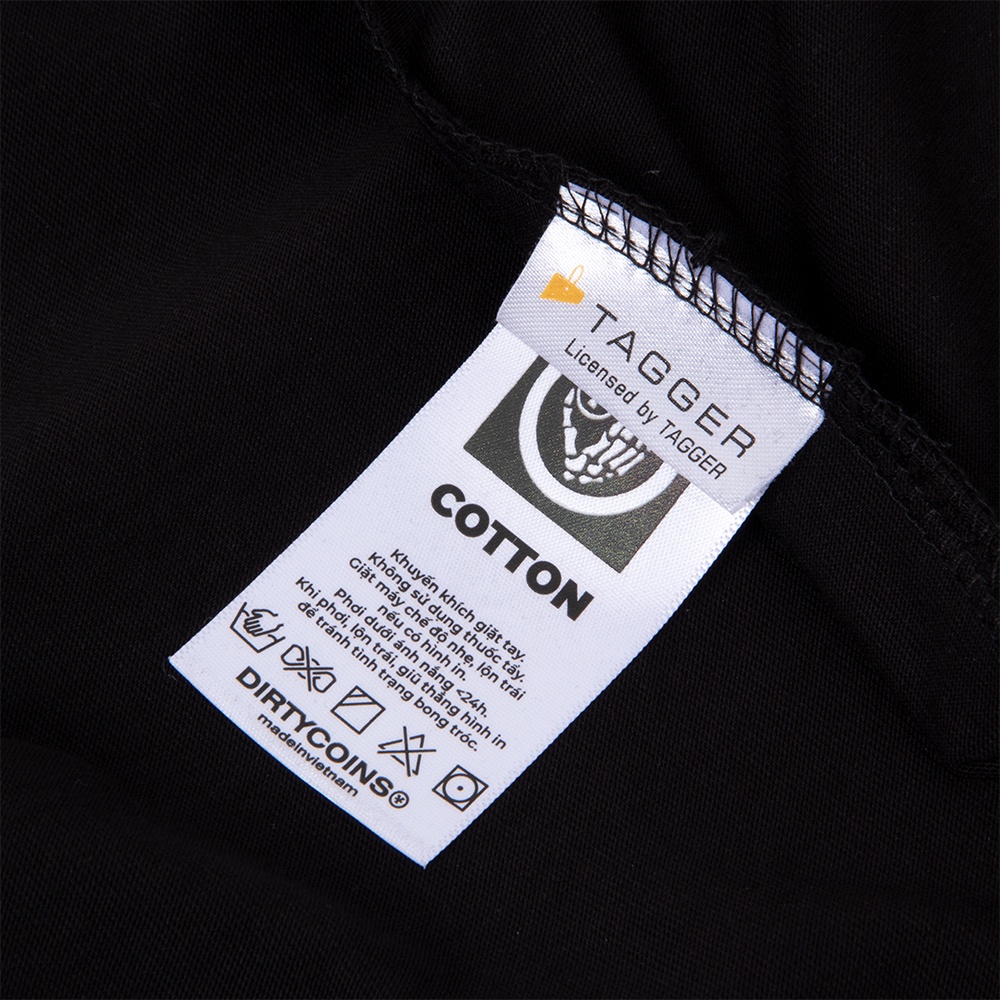 TAGGER
Licensed by TAGGER
COTTON
Khuyến khích giặt tay.
Không sử dụng thuốc tẩy.
Giặt máy chế độ nhẹ, lộn trái
nếu có hình in.
Phơi dưới ánh nắng <24h.
Khi phơi, lộn trái, giũ thẳng hình in
để tránh tình trạng bong tróc.
DIRTYCOINS®
madeinvietnam